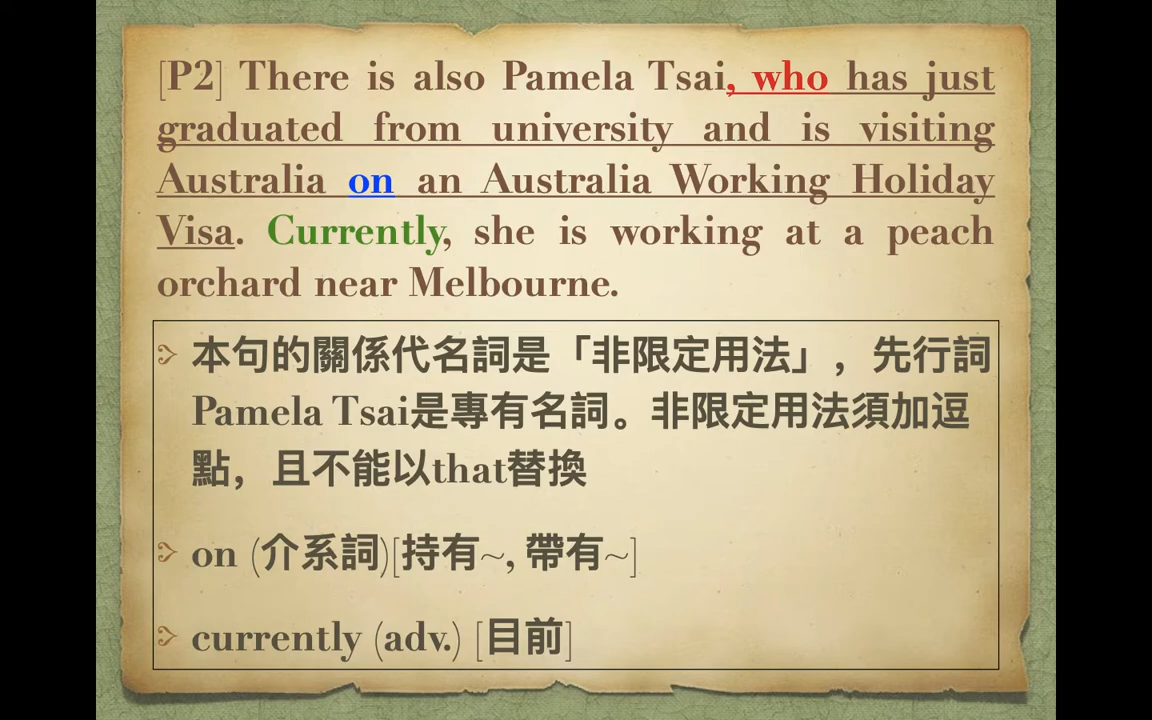 [P2] There is also Pamela Tsai, who has just
graduated from university and is visiting
Australia on an Australia Working Holiday
Visa. Currently, she is working at a peach
orchard near Melbourne.
本句的關係代名詞是「非限定用法」，先行詞
Pamela Tsai是專有名詞。非限定用法須加逗
點，且不能以that替換
on (介系詞)[持有~, 帶有~]
currently (adv.) [目前]